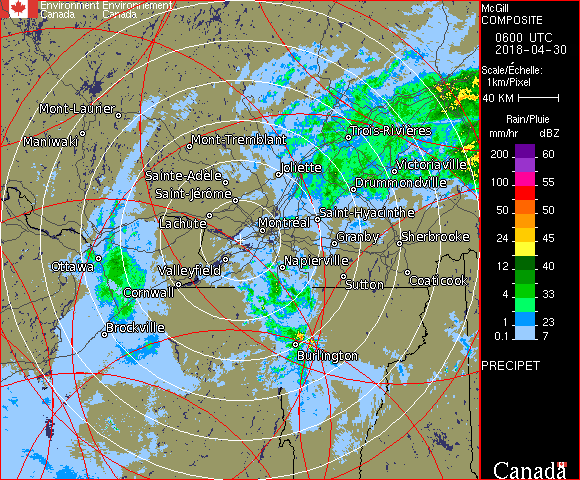 Environment Environnement
Canada Canada
McGill
COMPOSITE
0600 UTC
2018-04-30
Scale/Échelle:
1km/Pixel
40 KM
Rain/Pluie
mm/hr dBZ
200 60
100 55
50 50
24 45
12 40
4 33
1 23
0.1 7
PRECIPET
Canada
Mont-Laurier
Maniwaki
Mont-Tremblant
Trois-Rivières
Sainte-Adèle
Joliette
Victoriaville
Saint-Jérôme
Drummondville
Lachute
Montréal
Saint-Hyacinthe
Granby
Sherbrooke
Ottawa
Valleyfield
Napierville
Cornwall
Sutton
Coaticook
Brockville
Burlington